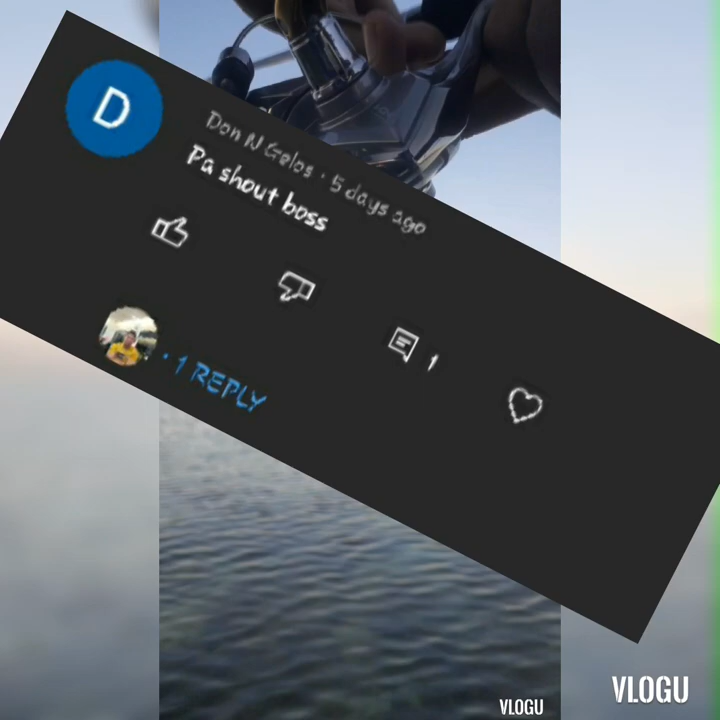 D
Don N Gelos · 5 days ago
Pa shout boss
1
· 1 REPLY
VLOGU
VLOGU